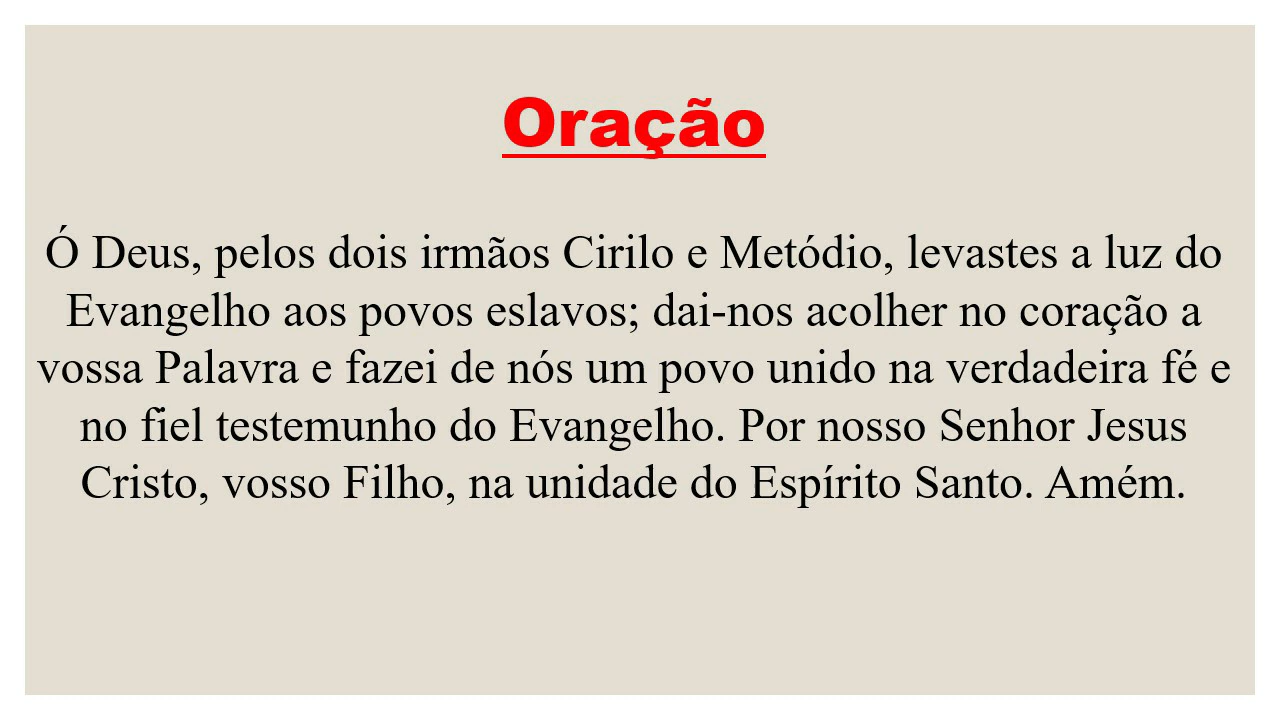 Oração
Ó Deus, pelos dois irmãos Cirilo e Metódio, levastes a luz do
Evangelho aos povos eslavos; dai-nos acolher no coração a
vossa Palavra e fazei de nós um povo unido na verdadeira fé e
no fiel testemunho do Evangelho. Por nosso Senhor Jesus
Cristo, vosso Filho, na unidade do Espírito Santo. Amém.